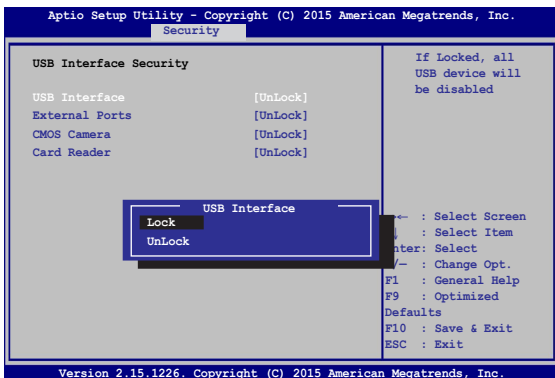 Aptio Setup Utility - Copyright (C) 2015 American Megatrends, Inc.
Security
USB Interface Security
USB Interface [UnLock]
External Ports [UnLock]
CMOS Camera [UnLock]
Card Reader [UnLock]
If Locked, all
USB device will
be disabled
USB Interface
Lock
UnLock
← : Select Screen
: Select Item
nter: Select
/— : Change Opt.
F1 : General Help
F9 : Optimized
Defaults
F10 : Save & Exit
ESC : Exit
Version 2.15.1226. Copyright (C) 2015 American Megatrends, Inc.